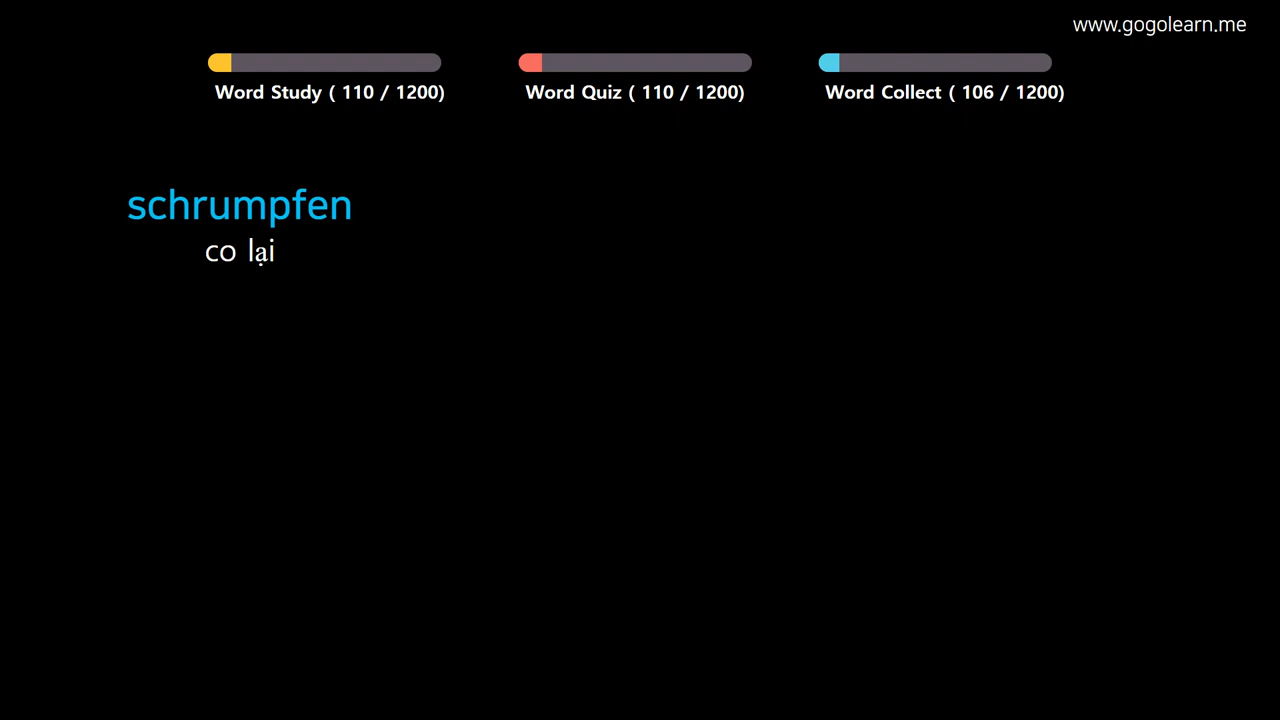 www.gogolearn.me
Word Study ( 110 / 1200)
Word Quiz ( 110 / 1200)
Word Collect ( 106 / 1200)
schrumpfen
co lại